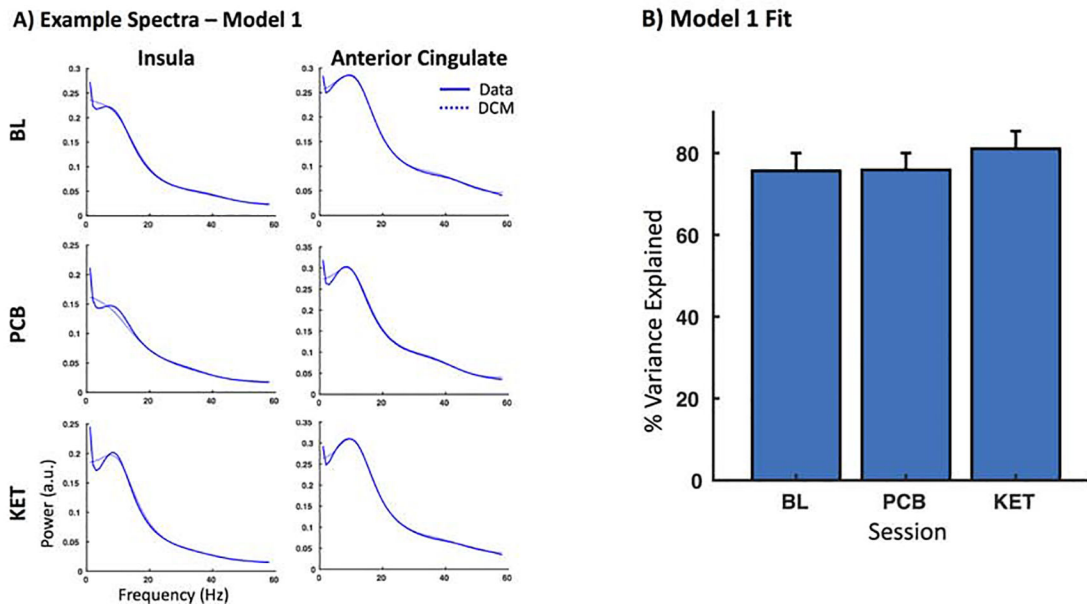 A) Example Spectra – Model 1
Insula
Anterior Cingulate
BL
0.3
0.25
0.2
0.15
0.1
0.05
0
0 20 40 60
0.3
0.25
0.2
0.15
0.1
0.05
0
0 20 40 60
Data
DCM
PCB
0.25
0.2
0.15
0.1
0.05
0
0 20 40 60
0.35
0.3
0.25
0.2
0.15
0.1
0.05
0
0 20 40 60
KET
Power (a.u.)
0.25
0.2
0.15
0.1
0.05
0
0 20 40 60
Frequency (Hz)
0.35
0.3
0.25
0.2
0.15
0.1
0.05
0
0 20 40 60
B) Model 1 Fit
% Variance Explained
80
60
40
20
0
BL PCB KET
Session